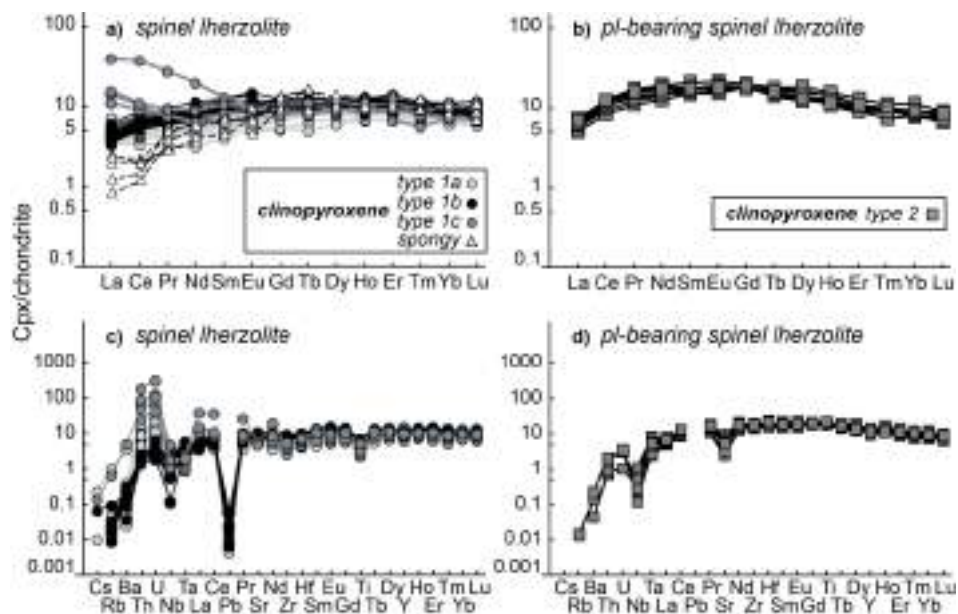 a) spinel lherzolite
b) pl-bearing spinel lherzolite
100
10
5
1
0.5
0.1
clinopyroxene
type 1a
type 1b
type 1c
spongy
La Ce Pr Nd Sm Eu Gd Tb Dy Ho Er Tm Yb Lu
100
10
5
1
0.5
0.1
clinopyroxene type 2
La Ce Pr Nd Sm Eu Gd Tb Dy Ho Er Tm Yb Lu
Cpx/chondrite
c) spinel lherzolite
d) pl-bearing spinel lherzolite
1000
100
10
1
0.1
0.01
0.001
Cs Ba U Ta Ce Pr Nd Hf Eu Ti Dy Ho Tm Lu
Rb Th Nb La Pb Sr Zr Sm Gd Tb Y Er Yb
1000
100
10
1
0.1
0.01
0.001
Cs Ba U Ta Ce Pr Nd Hf Eu Ti Dy Ho Tm Lu
Rb Th Nb La Pb Sr Zr Sm Gd Tb Y Er Yb